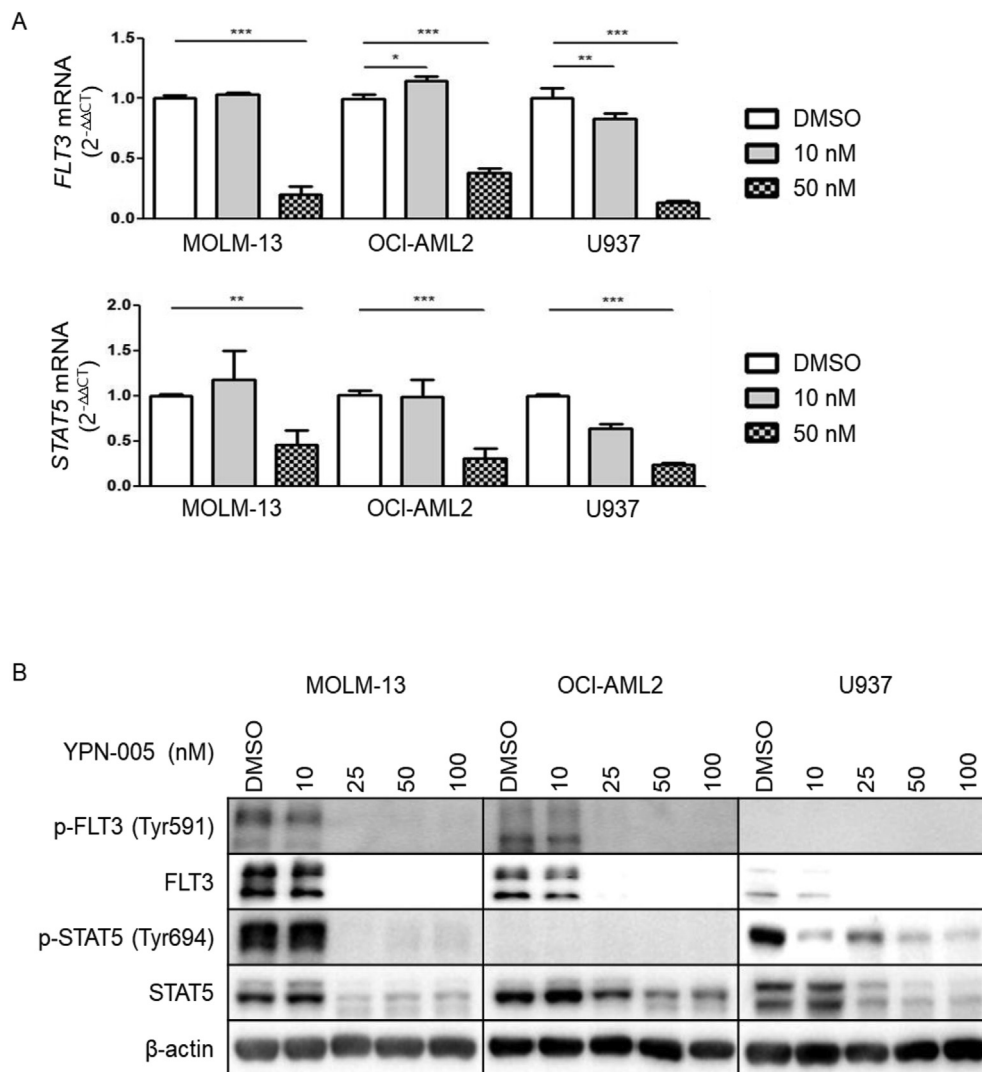 A
FLT3 mRNA
(2-ΔΔCT)
1.5
1.0
0.5
0.0
***
***
*
***
**
MOLM-13 OCI-AML2 U937
DMSO
10 nM
50 nM
STAT5 mRNA
(2-ΔΔCT)
2.0
1.5
1.0
0.5
0.0
**
***
***
MOLM-13 OCI-AML2 U937
DMSO
10 nM
50 nM
B
MOLM-13 OCI-AML2 U937
YPN-005 (nM) DMSO 10 25 50 100 DMSO 10 25 50 100 DMSO 10 25 50 100
p-FLT3 (Tyr591)
FLT3
p-STAT5 (Tyr694)
STAT5
β-actin